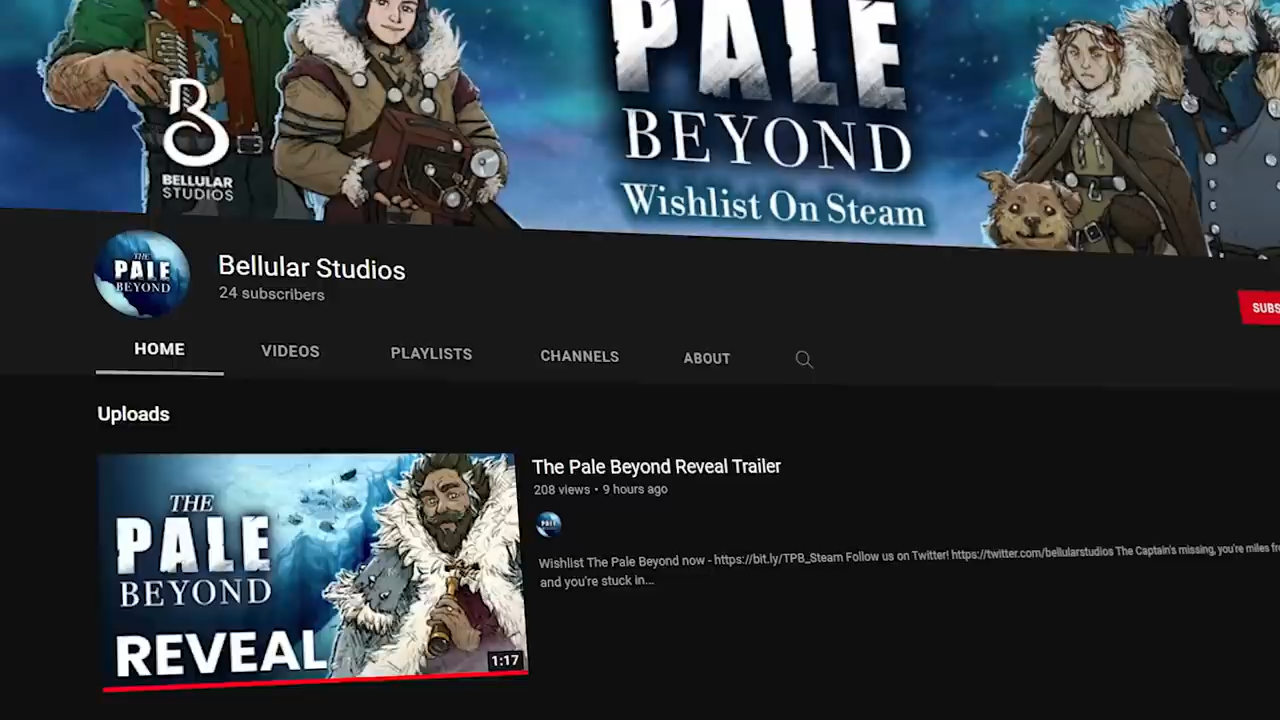 PALE
BEYOND
Wishlist On Steam
B
BELLULAR
STUDIOS
THE
PALE
BEYOND
Bellular Studios
24 subscribers
SUBS
HOME
VIDEOS
PLAYLISTS
CHANNELS
ABOUT
Uploads
THE
PALE
BEYOND
REVEAL
1:17
The Pale Beyond Reveal Trailer
208 views • 9 hours ago
PALE
Wishlist The Pale Beyond now - https://bit.ly/TPB_Steam Follow us on Twitter! https://twitter.com/bellularstudios The Captain's missing, you're miles fr
and you're stuck in...